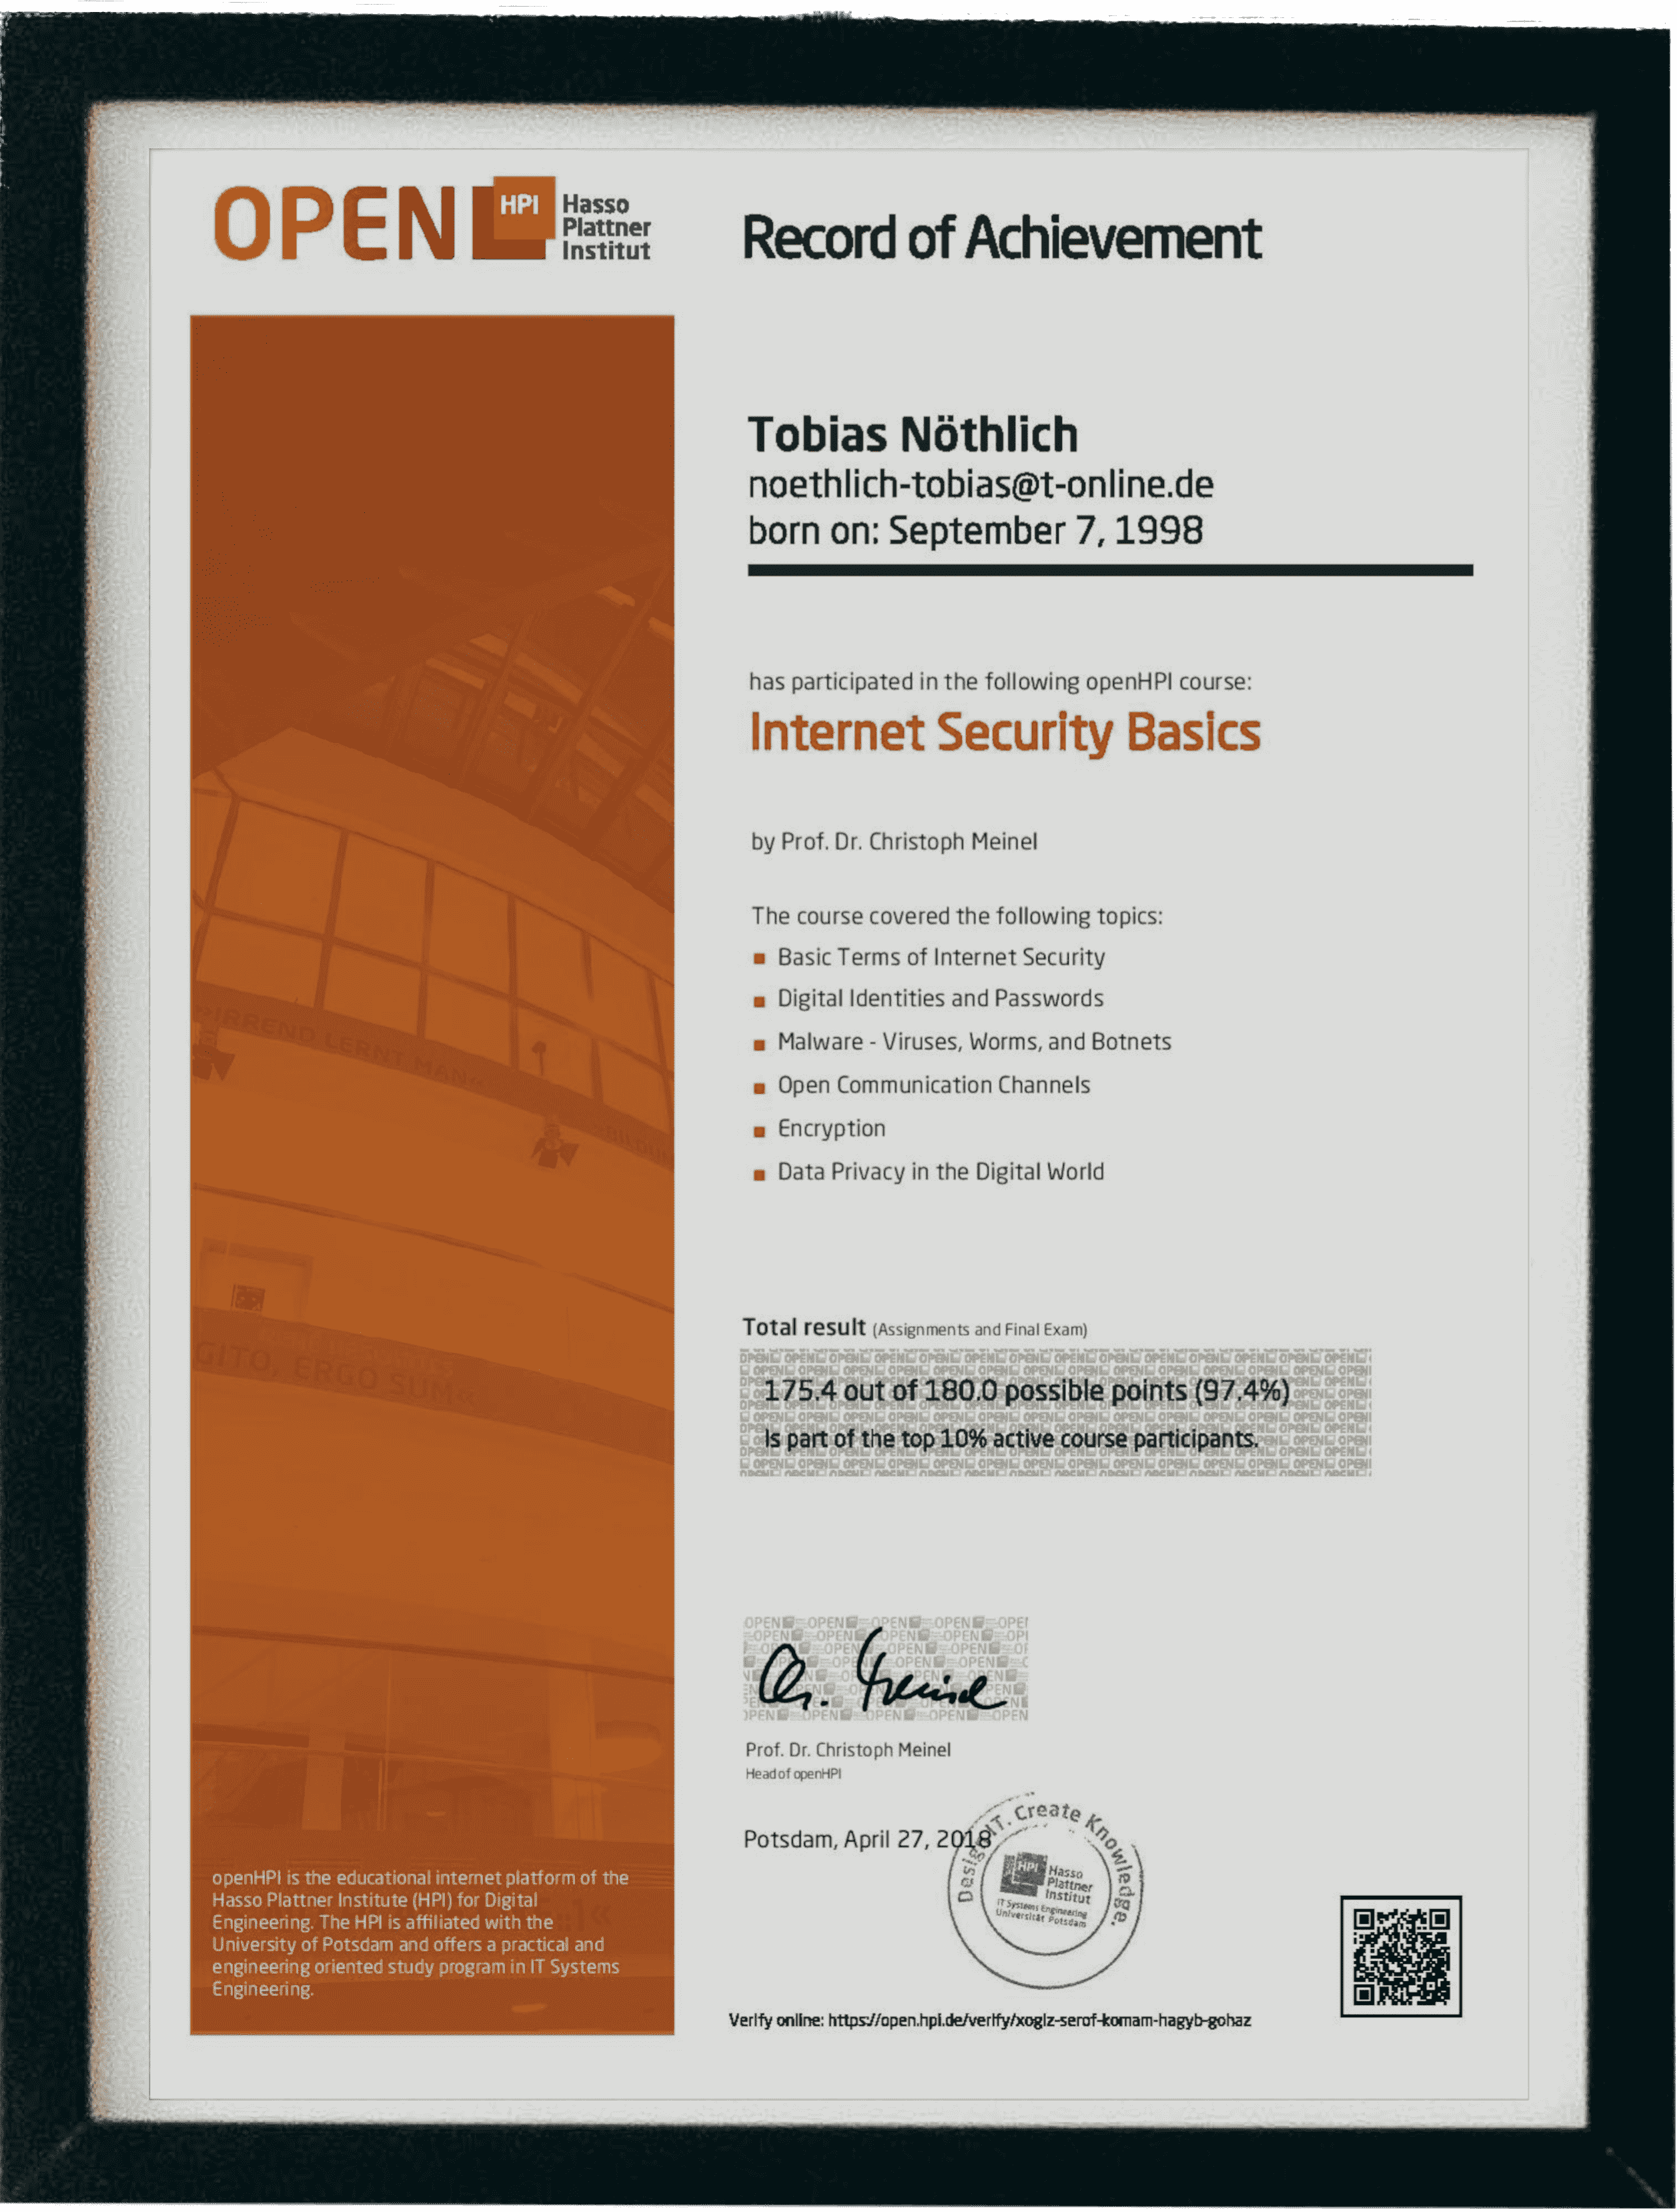 OPEN HPI Hasso
Plattner
Institut
Record of Achievement
Tobias Nöthlich
noethlich-tobias@t-online.de
born on: September 7, 1998
has participated in the following openHPI course:
Internet Security Basics
by Prof. Dr. Christoph Meinel
The course covered the following topics:
Basic Terms of Internet Security
Digital Identities and Passwords
Malware - Viruses, Worms, and Botnets
Open Communication Channels
Encryption
Data Privacy in the Digital World
Total result (Assignments and Final Exam)
175.4 out of 180.0 possible points (97.4%)
Is part of the top 10% active course participants.
Ch. Meinel
Prof. Dr. Christoph Meinel
Head of openHPI
Potsdam, April 27, 2018
Design IT. Create Knowledge.
HPI Hasso
Plattner
Institut
IT Systems Engineering
Universität Potsdam
Verify online: https://open.hpi.de/verify/xoglz-serof-komam-hagyb-gohaz
PIRREND LERNT MAN
GITO, ERGO SUM«
openHPI is the educational internet platform of the
Hasso Plattner Institute (HPI) for Digital
Engineering. The HPI is affiliated with the
University of Potsdam and offers a practical and
engineering oriented study program in IT Systems
Engineering.